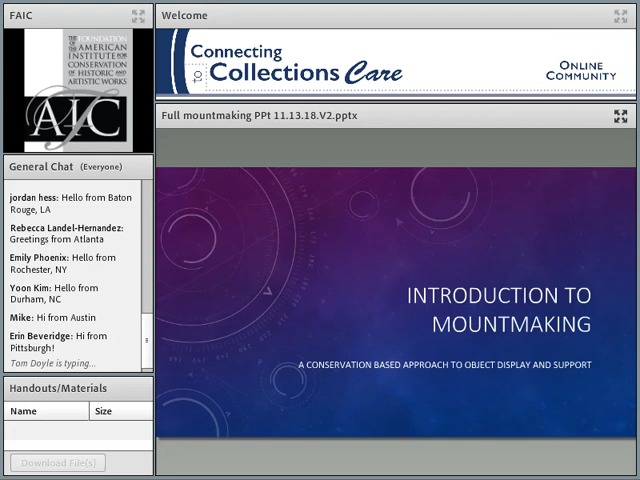 FAIC
THE FOUNDATION
OF THE AMERICAN
INSTITUTE FOR
CONSERVATION
OF HISTORIC AND
ARTISTIC WORKS
AIC
General Chat (Everyone)
jordan hess: Hello from Baton
Rouge, LA
Rebecca Landel-Hernandez:
Greetings from Atlanta
Emily Phoenix: Hello from
Rochester, NY
Yoon Kim: Hello from
Durham, NC
Mike: Hi from Austin
Erin Beveridge: Hi from
Pittsburgh!
Tom Doyle is typing...
Handouts/Materials
Name Size
Download File(s)
Welcome
Connecting
to Collections Care
ONLINE
COMMUNITY
Full mountmaking PPt 11.13.18.V2.pptx
INTRODUCTION TO
MOUNTMAKING
A CONSERVATION BASED APPROACH TO OBJECT DISPLAY AND SUPPORT